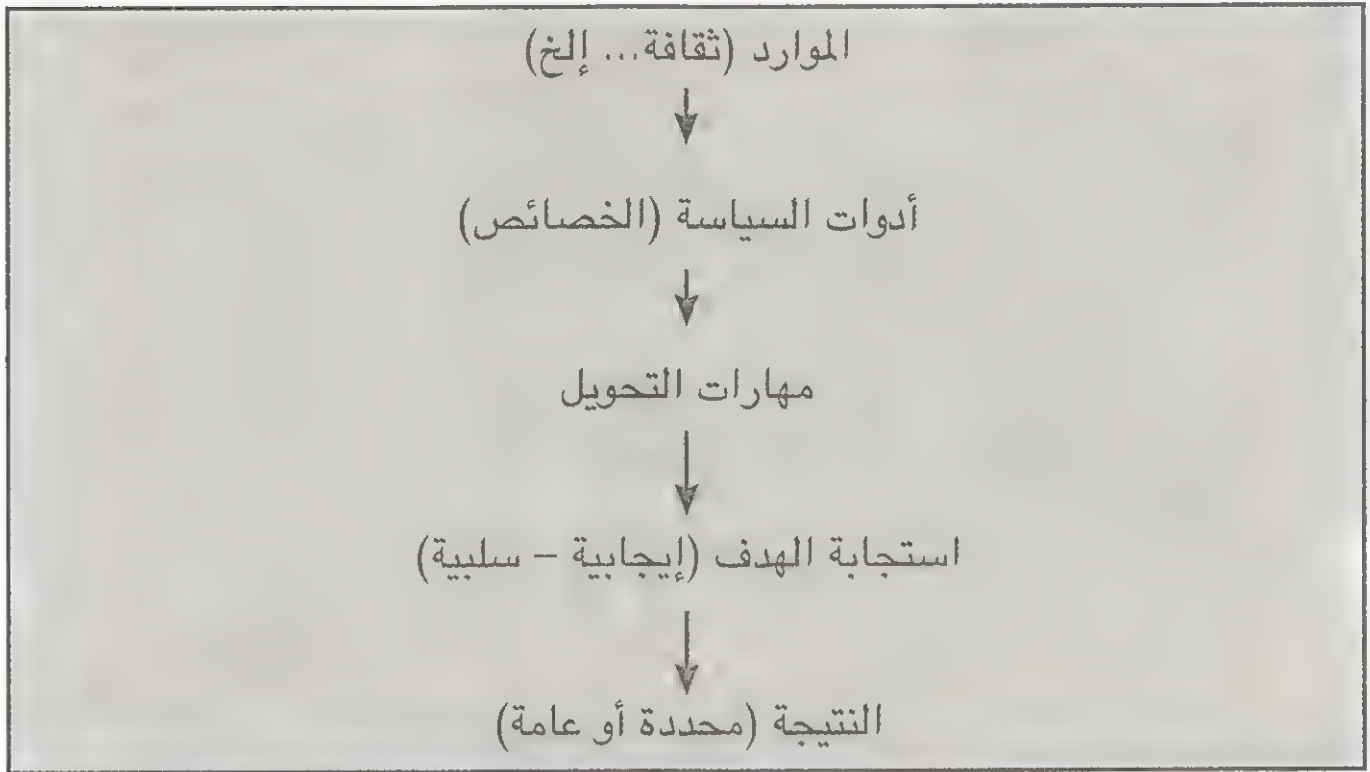 الموارد (ثقافة... إلخ)
أدوات السياسة (الخصائص)
مهارات التحويل
استجابة الهدف (إيجابية – سلبية)
النتيجة (محددة أو عامة)